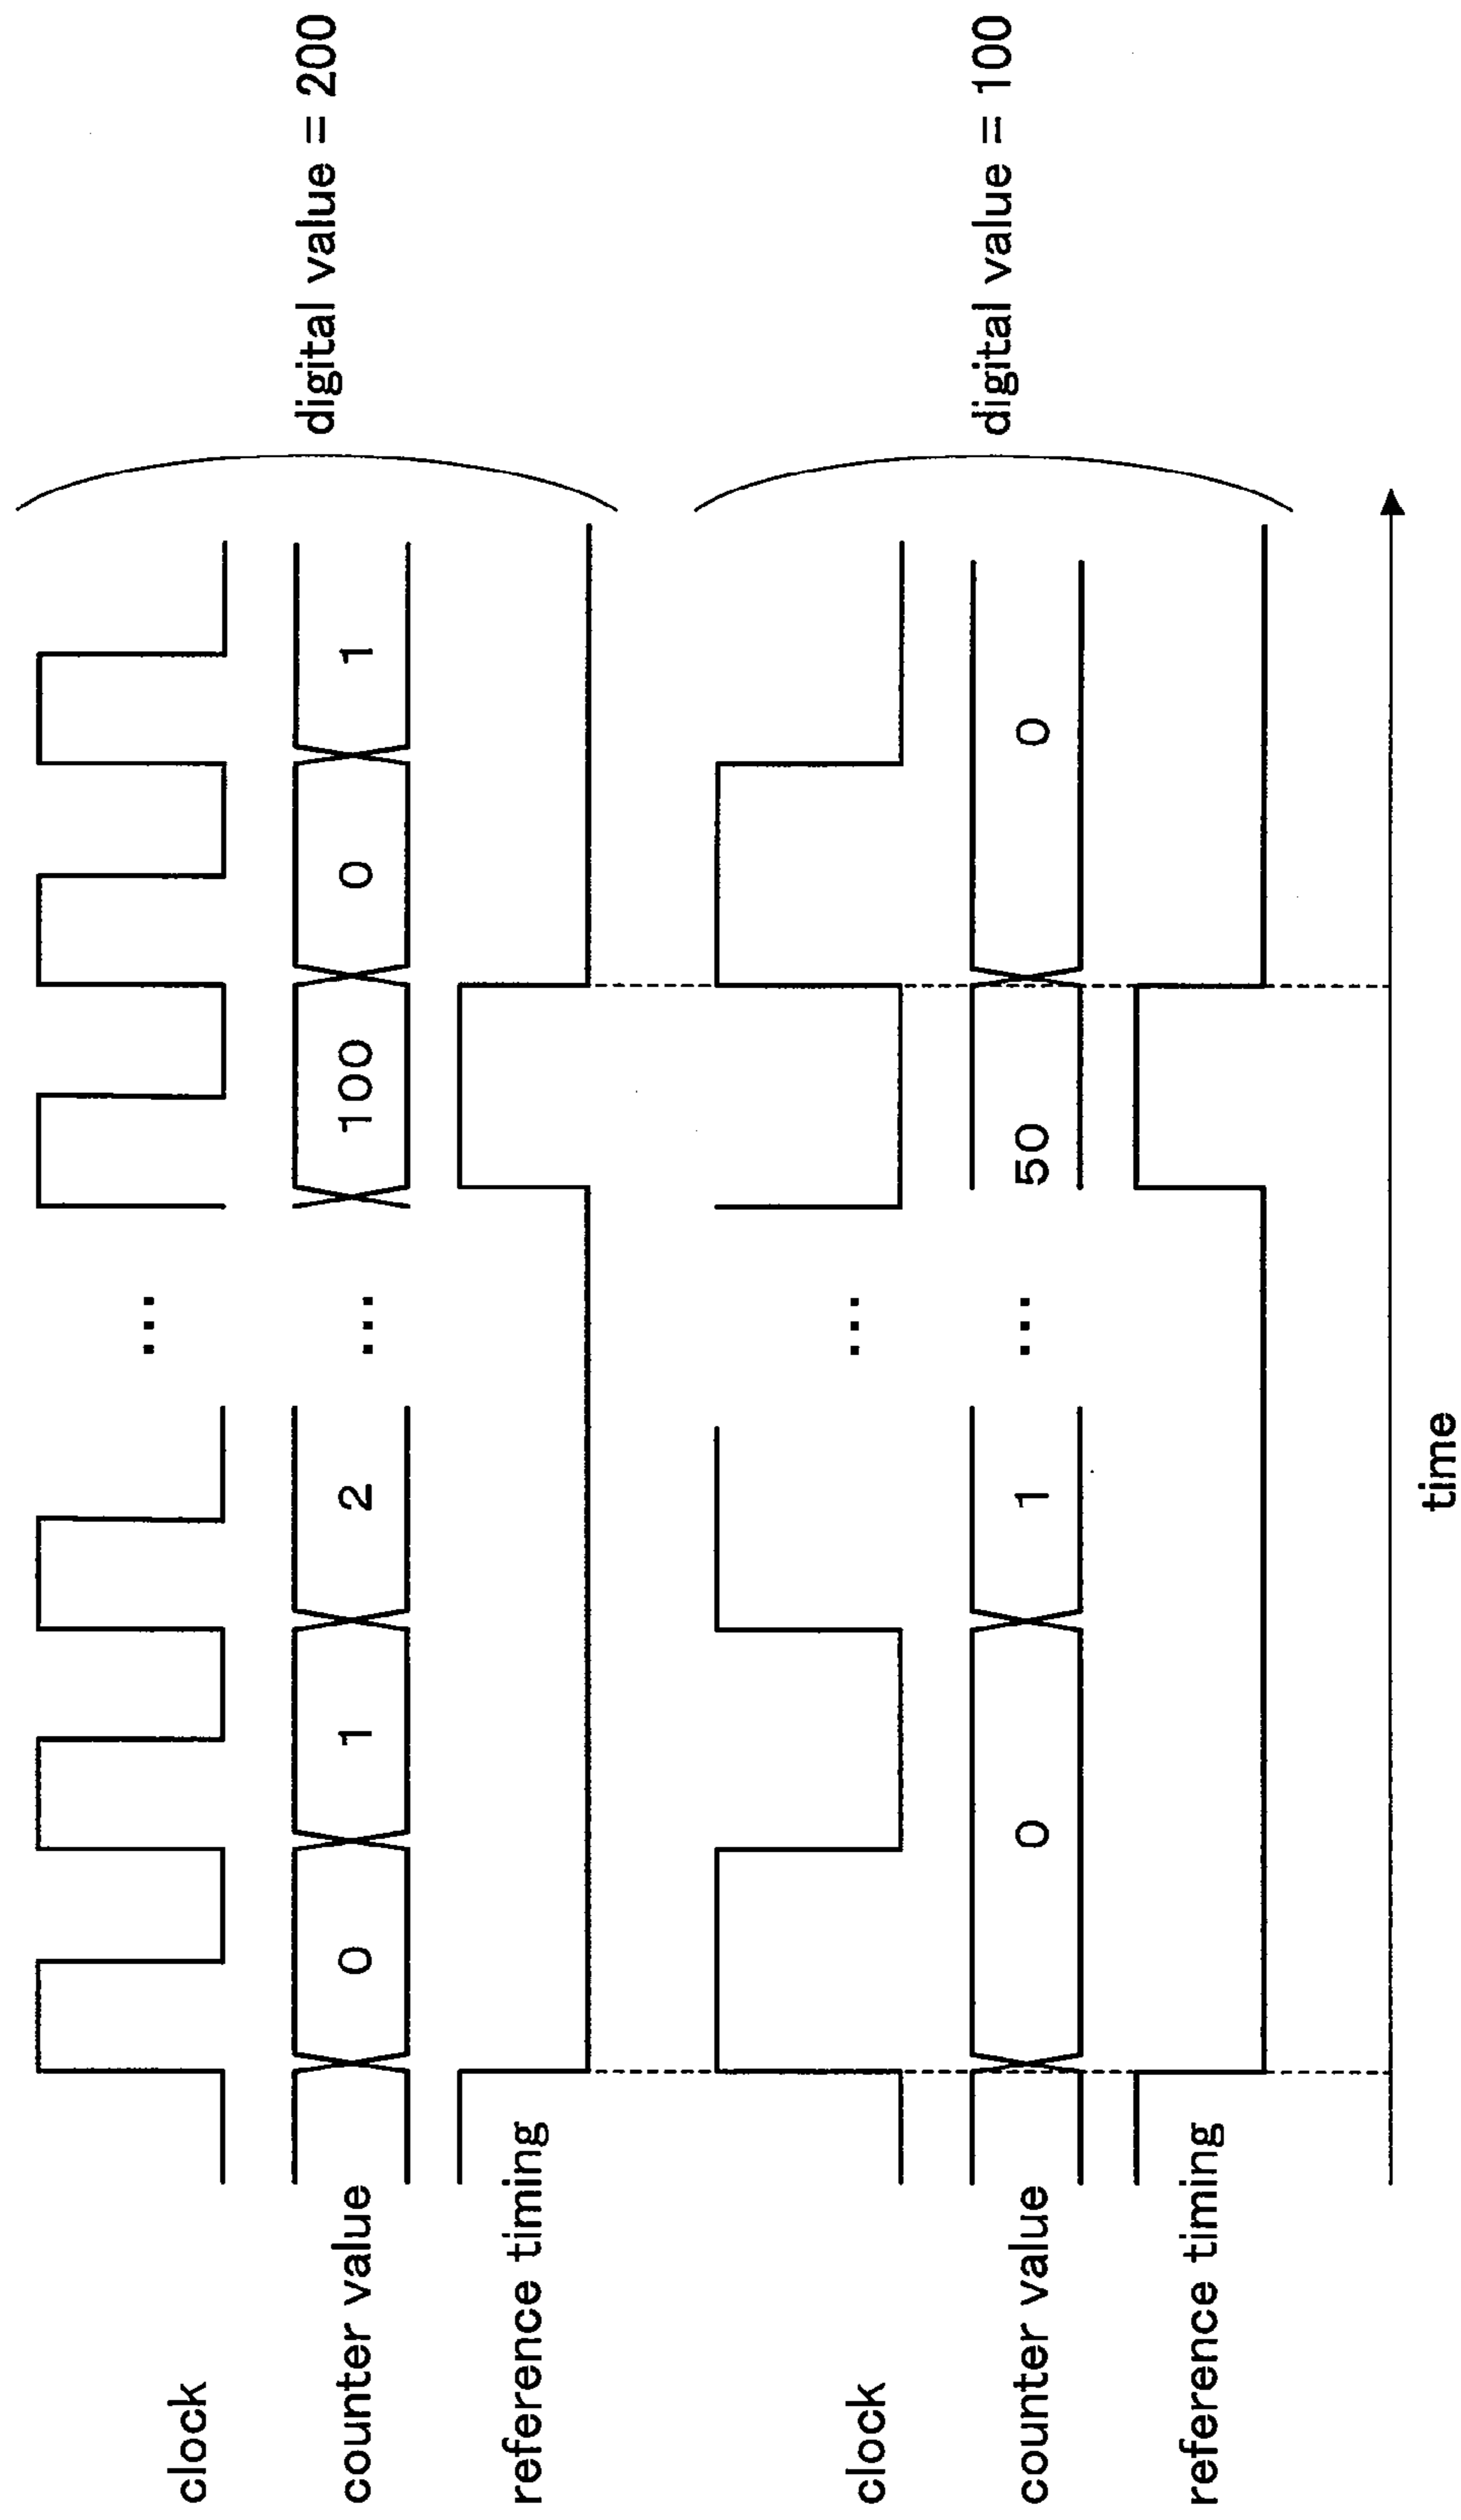 clock
counter value
0 1 2 ... 100 0 1
reference timing
digital value = 200
clock
counter value
0 1 ... 50 0
reference timing
digital value = 100
time